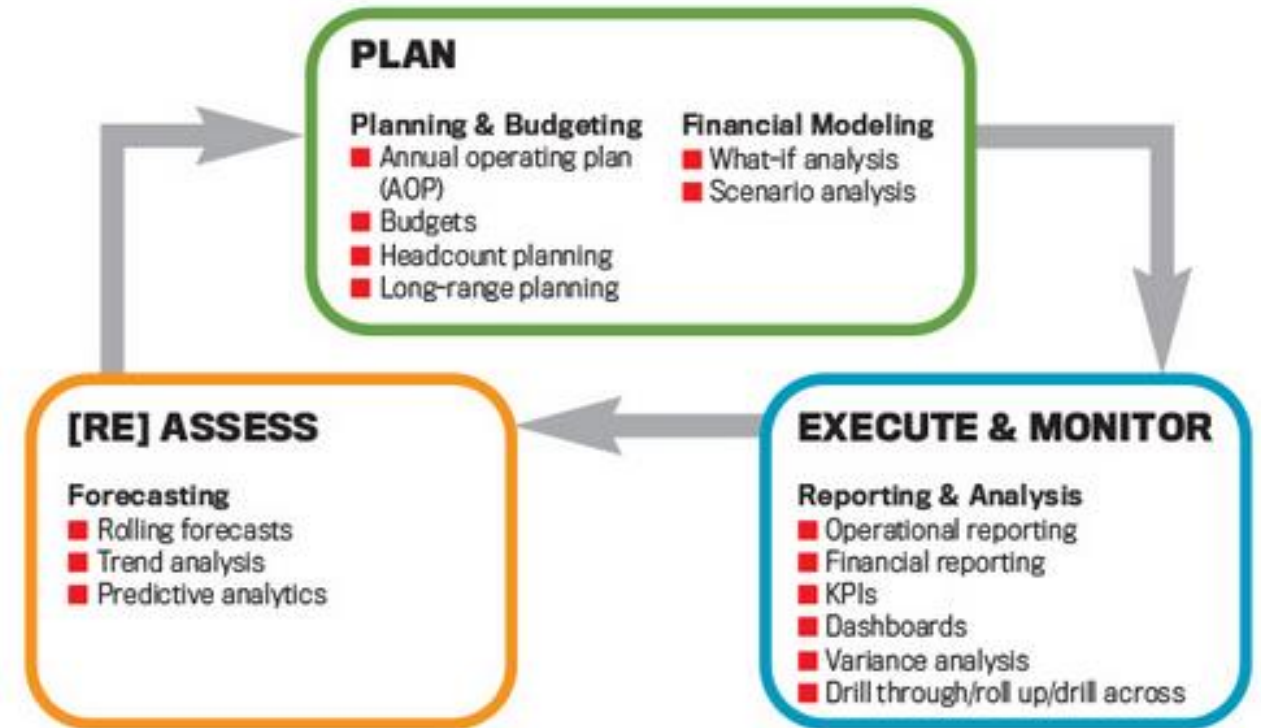 PLAN
Planning & Budgeting
Annual operating plan
(AOP)
Budgets
Headcount planning
Long-range planning
Financial Modeling
What-if analysis
Scenario analysis
[RE] ASSESS
Forecasting
Rolling forecasts
Trend analysis
Predictive analytics
EXECUTE & MONITOR
Reporting & Analysis
Operational reporting
Financial reporting
KPIs
Dashboards
Variance analysis
Drill through/roll up/drill across